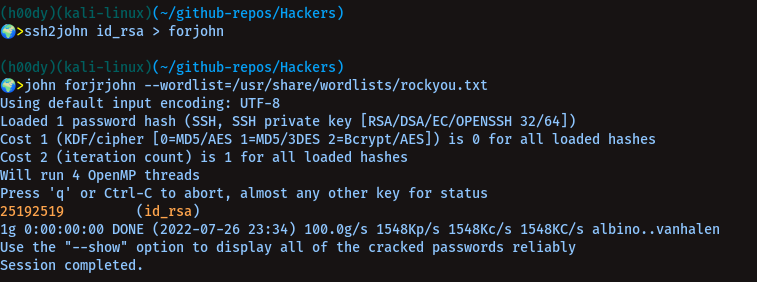 (h00dy)(kali-linux)(~/github-repos/Hackers)
>ssh2john id_rsa > forjohn
(h00dy)(kali-linux)(~/github-repos/Hackers)
>john forjrjohn --wordlist=/usr/share/wordlists/rockyou.txt
Using default input encoding: UTF-8
Loaded 1 password hash (SSH, SSH private key [RSA/DSA/EC/OPENSSH 32/64])
Cost 1 (KDF/cipher [0=MD5/AES 1=MD5/3DES 2=Bcrypt/AES]) is 0 for all loaded hashes
Cost 2 (iteration count) is 1 for all loaded hashes
Will run 4 OpenMP threads
Press 'q' or Ctrl-C to abort, almost any other key for status
25192519         (id_rsa)
1g 0:00:00:00 DONE (2022-07-26 23:34) 100.0g/s 1548Kp/s 1548Kc/s 1548KC/s albino..vanhalen
Use the "--show" option to display all of the cracked passwords reliably
Session completed.